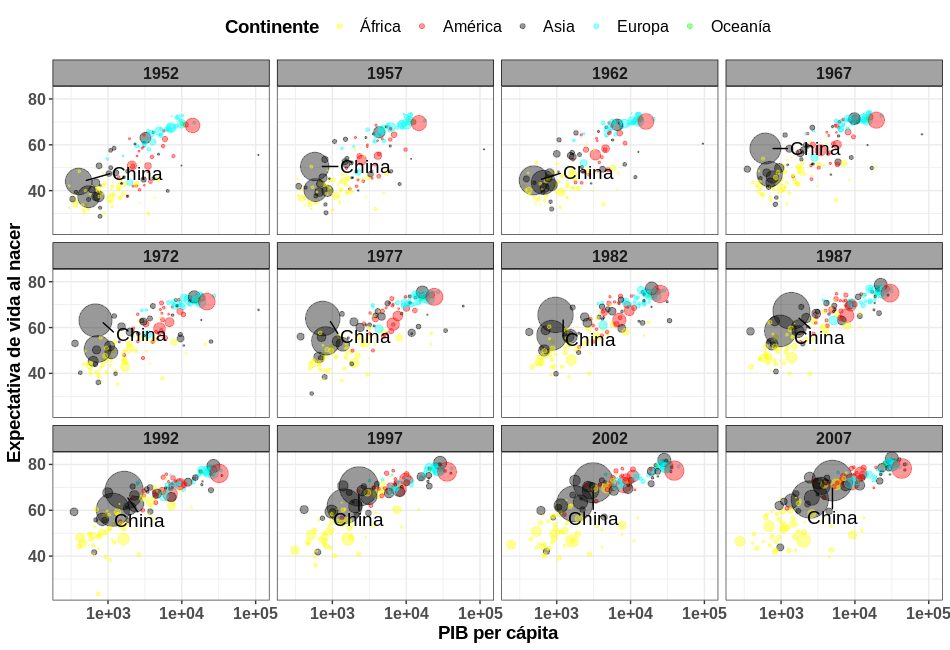 Continente África América Asia Europa Oceanía
1952 1957 1962 1967
80
60
40
China China China China
1972 1977 1982 1987
80
60
40
China China China China
1992 1997 2002 2007
80
60
40
China China China China
1e+03 1e+04 1e+05 1e+03 1e+04 1e+05 1e+03 1e+04 1e+05 1e+03 1e+04 1e+05
PIB per cápita
Expectativa de vida al nacer